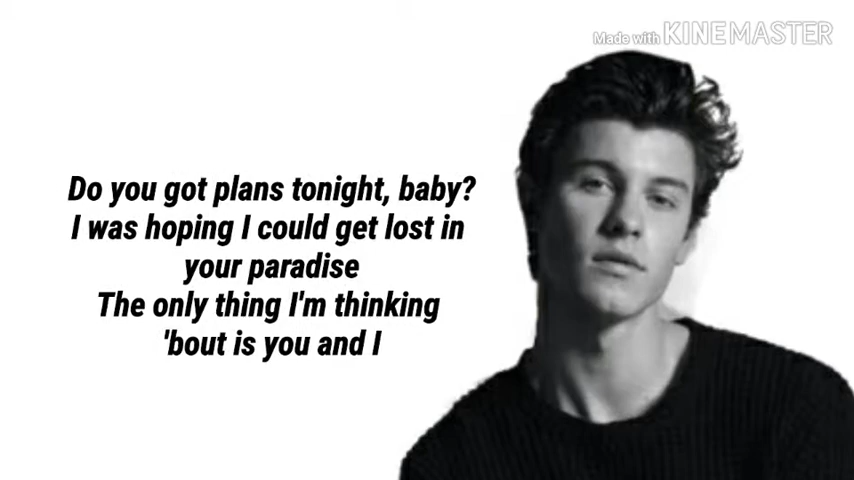 Made with KINEMASTER
Do you got plans tonight, baby?
I was hoping I could get lost in
your paradise
The only thing I'm thinking
'bout is you and I